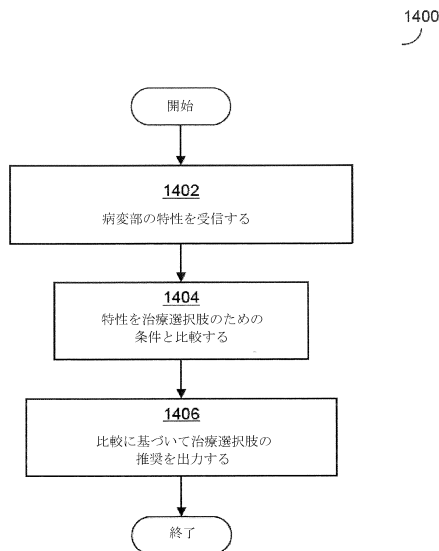 1400
開始
1402
病変部の特性を受信する
1404
特性を治療選択肢のための
条件と比較する
1406
比較に基づいて治療選択肢の
推奨を出力する
終了